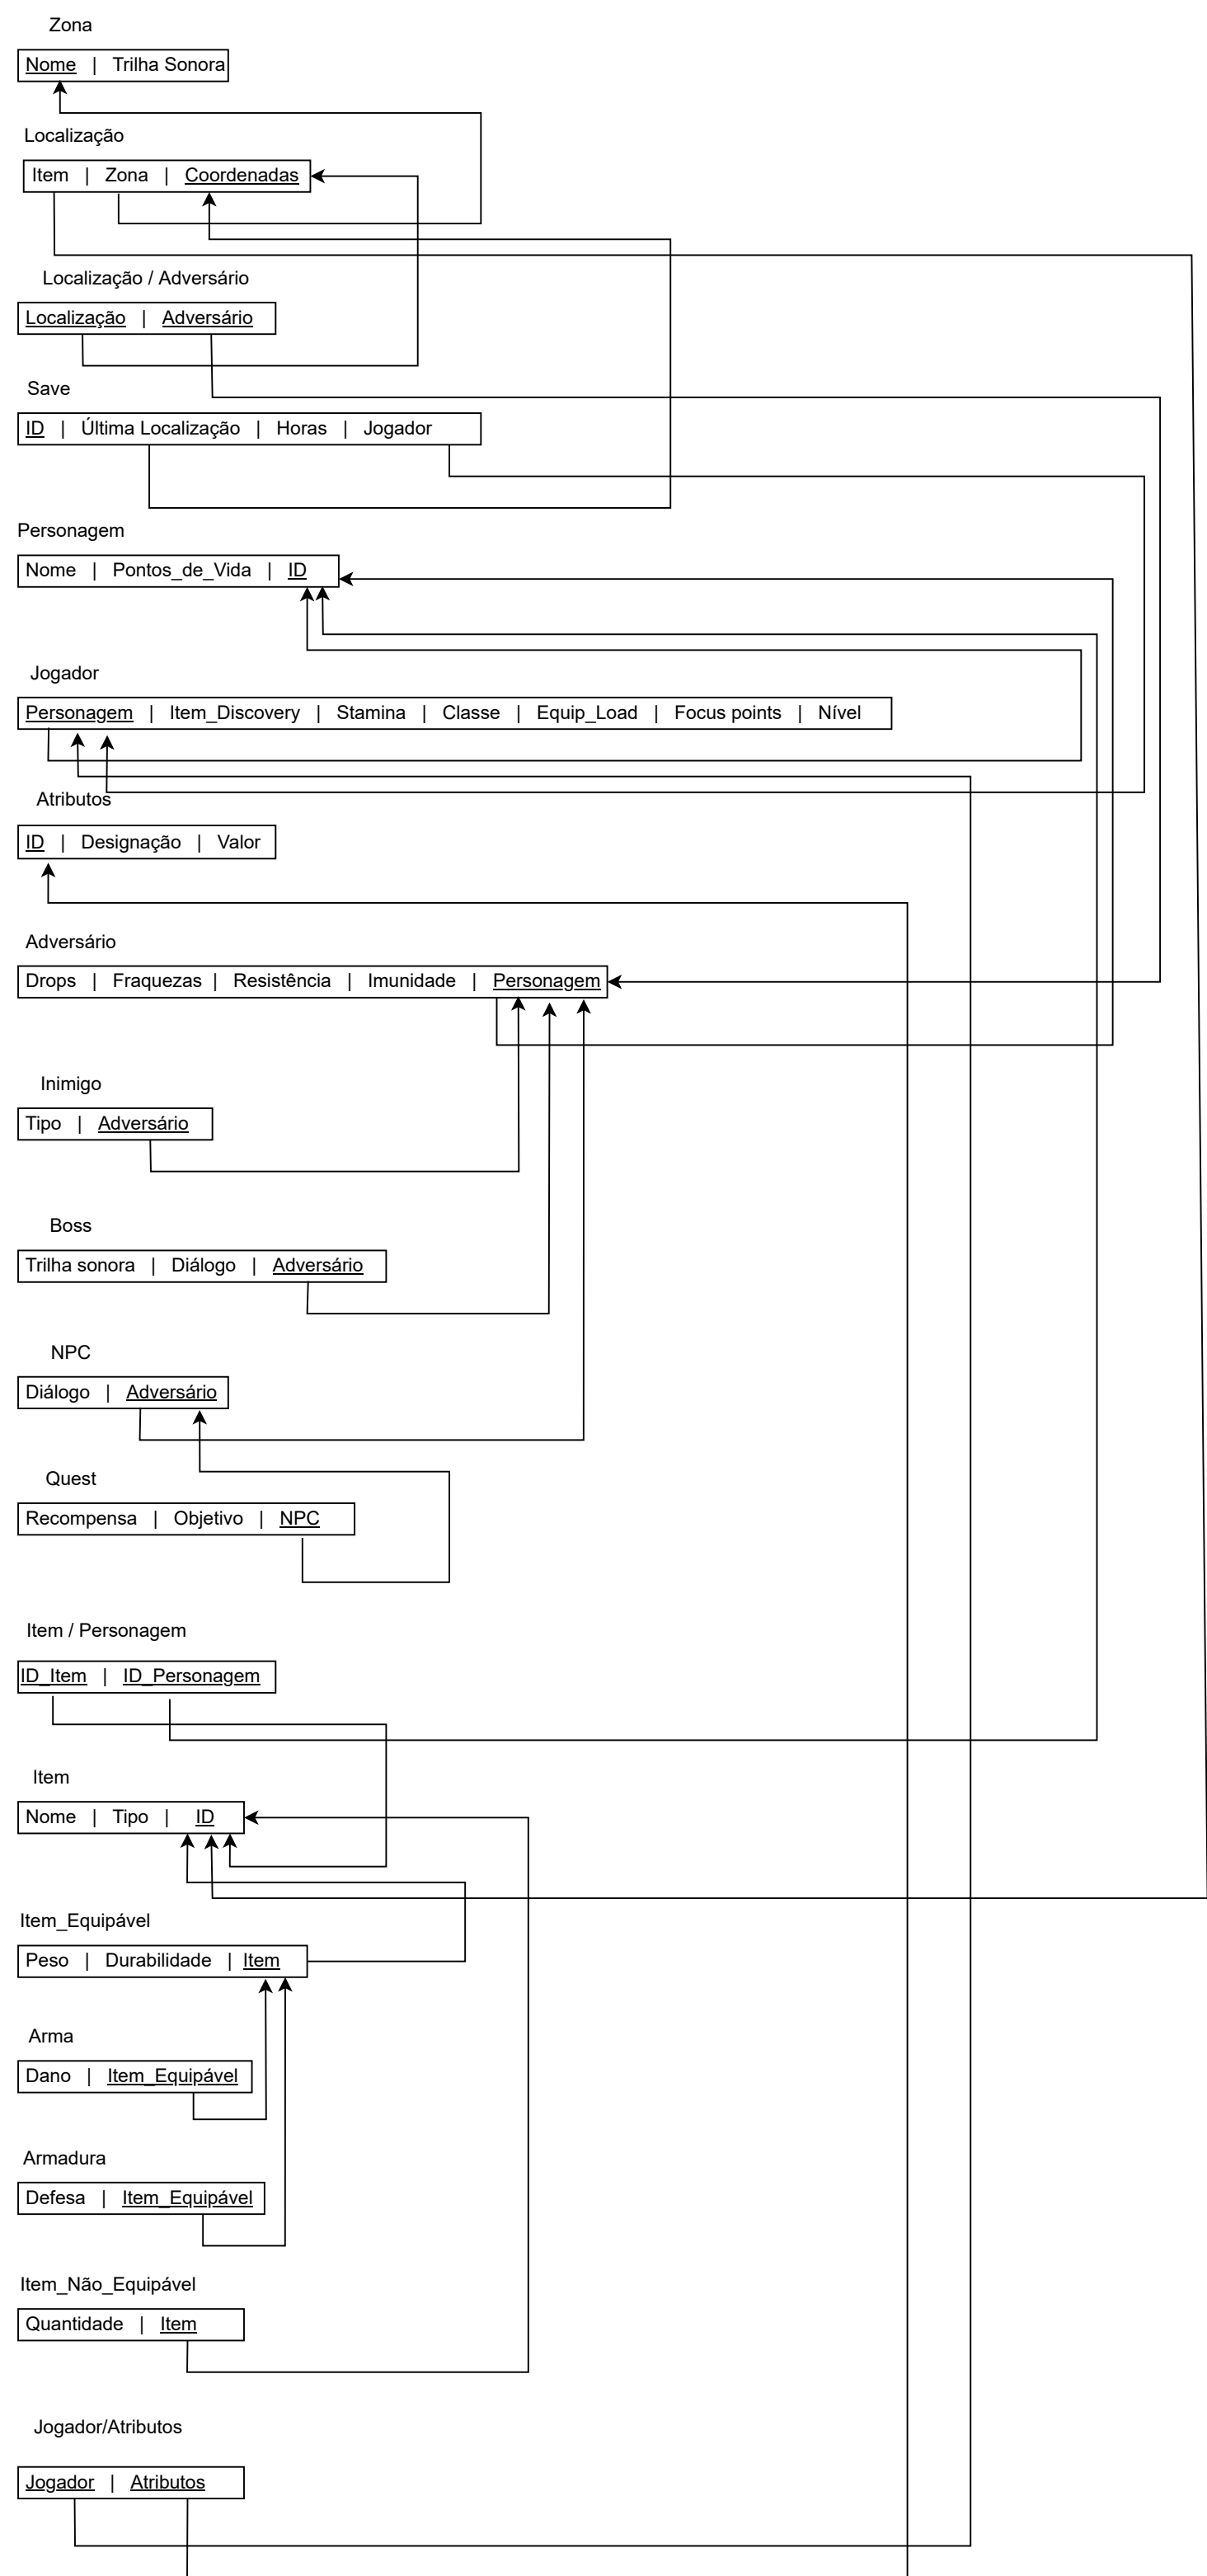 Zona
Nome | Trilha Sonora
Localização
Item | Zona | Coordenadas
Localização / Adversário
Localização | Adversário
Save
ID | Última Localização | Horas | Jogador
Personagem
Nome | Pontos_de_Vida | ID
Jogador
Personagem | Item_Discovery | Stamina | Classe | Equip_Load | Focus points | Nível
Atributos
ID | Designação | Valor
Adversário
Drops | Fraquezas | Resistência | Imunidade | Personagem
Inimigo
Tipo | Adversário
Boss
Trilha sonora | Diálogo | Adversário
NPC
Diálogo | Adversário
Quest
Recompensa | Objetivo | NPC
Item / Personagem
ID_Item | ID_Personagem
Item
Nome | Tipo | ID
Item_Equipável
Peso | Durabilidade | Item
Arma
Dano | Item_Equipável
Armadura
Defesa | Item_Equipável
Item_Não_Equipável
Quantidade | Item
Jogador/Atributos
Jogador | Atributos